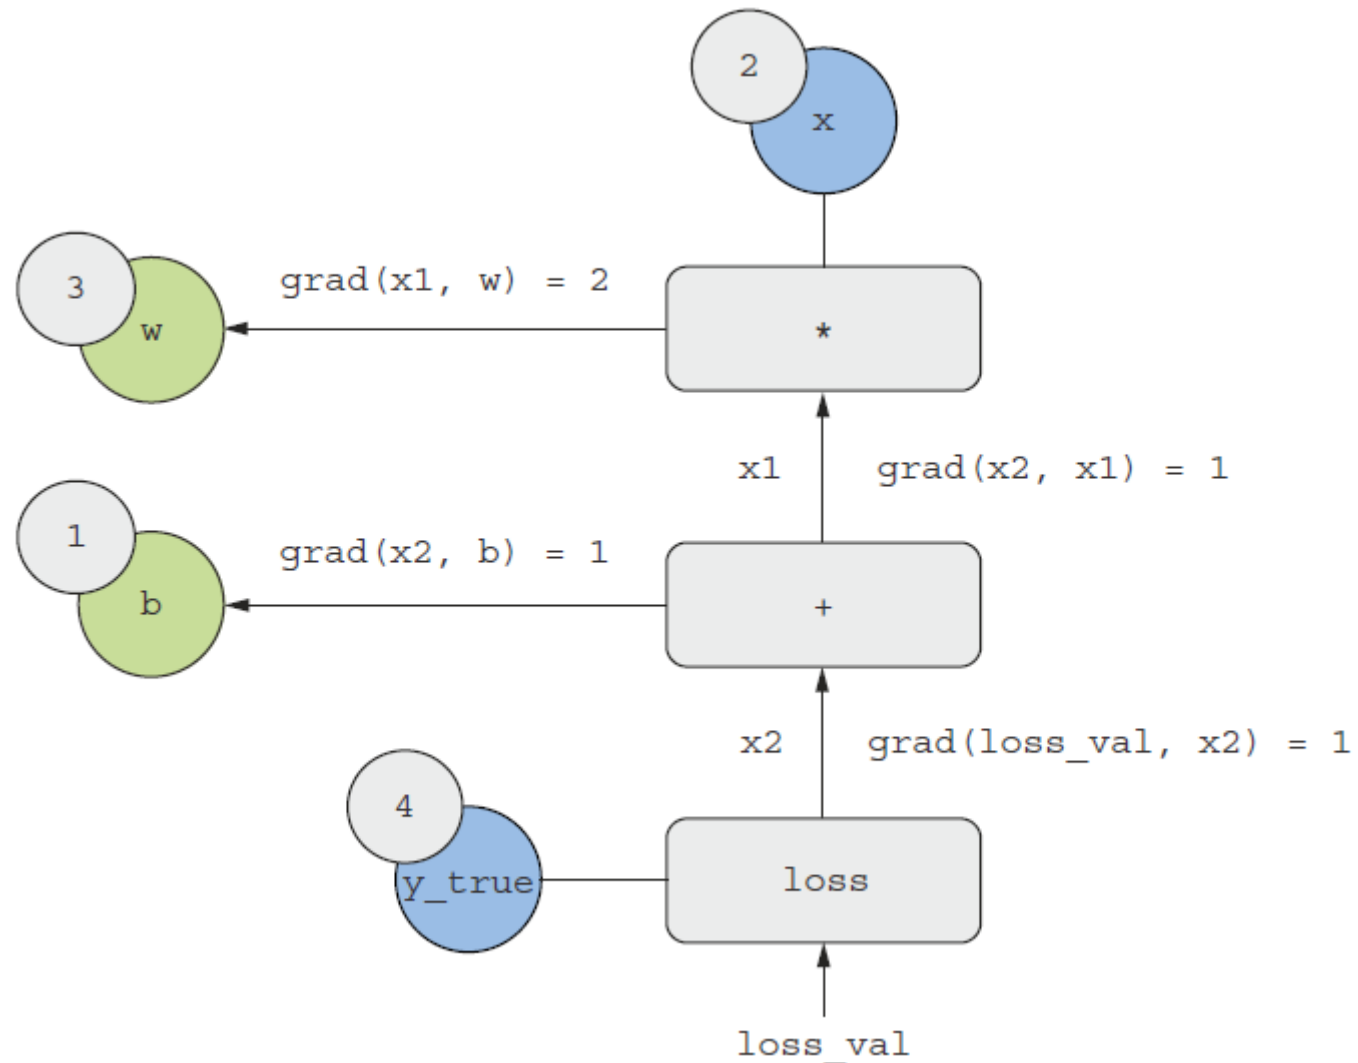 2
x
3
w
grad(x1, w) = 2
*
x1
grad(x2, x1) = 1
1
b
grad(x2, b) = 1
+
x2
grad(loss_val, x2) = 1
4
y_true
loss
loss_val